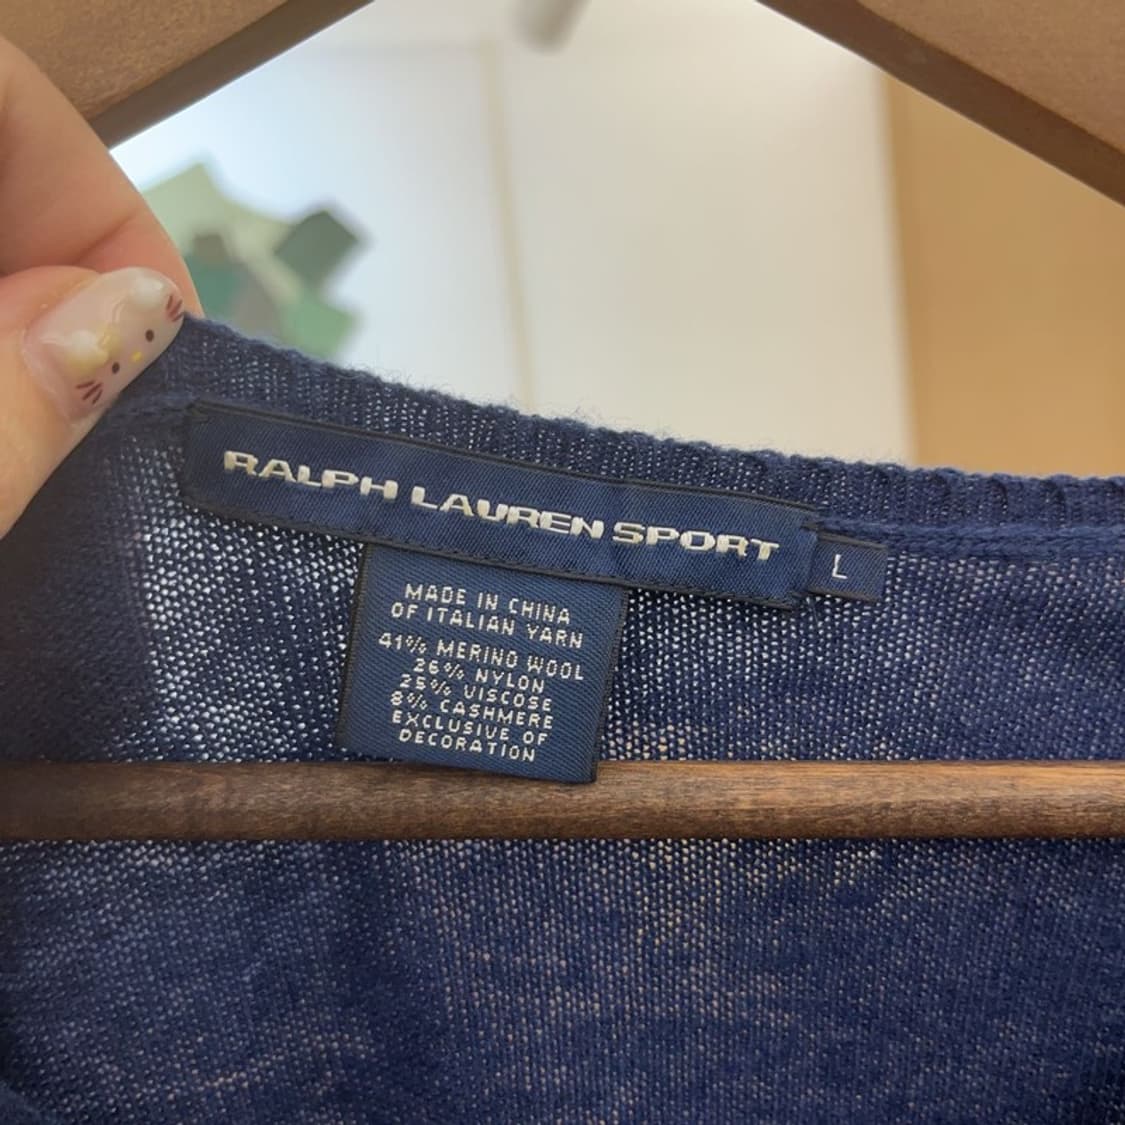 RALPH LAUREN SPORT
L
MADE IN CHINA
OF ITALIAN YARN
41% MERINO WOOL
26% NYLON
25% VISCOSE
8% CASHMERE
EXCLUSIVE OF
DECORATION